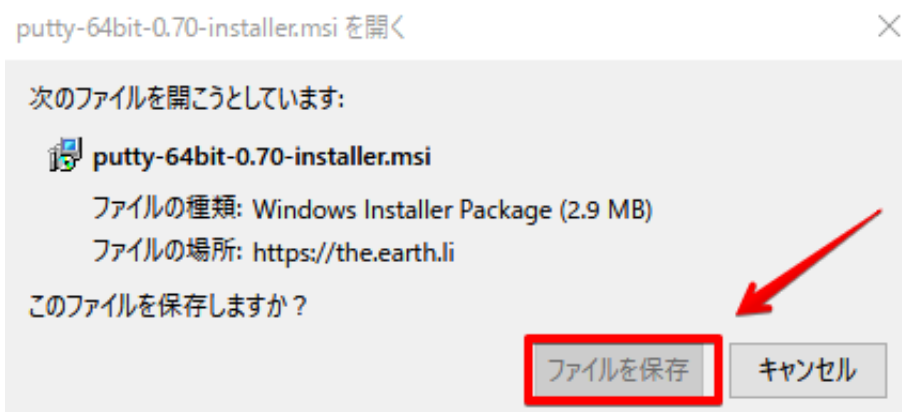 putty-64bit-0.70-installer.msi を開く
次のファイルを開こうとしています:
putty-64bit-0.70-installer.msi
ファイルの種類: Windows Installer Package (2.9 MB)
ファイルの場所: https://the.earth.li
このファイルを保存しますか？
ファイルを保存 キャンセル